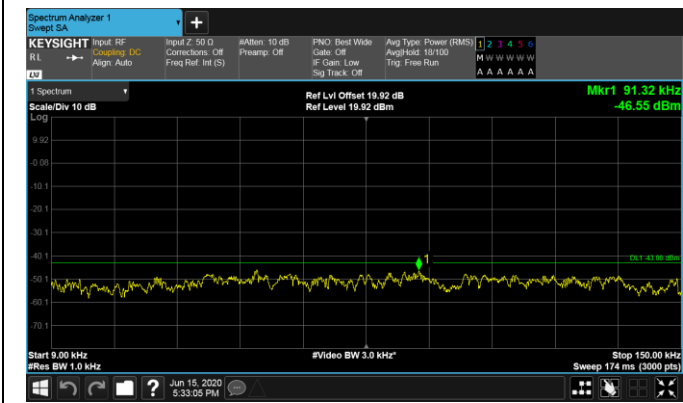 Spectrum Analyzer 1
Swept SA
+
KEYSIGHT Input: RF Input Z: 50 Ω #Atten: 10 dB PNO: Best Wide Avg Type: Power (RMS) 1 2 3 4 5 6
RL Coupling: DC Corrections: Off Preamp: Off Gate: Off Avg|Hold: 18/100 M W W W W W
Align: Auto Freq Ref: Int (S) IF Gain: Low Trig: Free Run
LXI Sig Track: Off A A A A A A
1 Spectrum Ref Lvl Offset 19.92 dB Mkr1 91.32 kHz
Scale/Div 10 dB Ref Level 19.92 dBm -46.55 dBm
Log
9.92
-0.08
-10.1
-20.1
-30.1
-40.1
1
DL1 -43.00 dBm
-50.1
-60.1
-70.1
Start 9.00 kHz #Video BW 3.0 kHz* Stop 150.00 kHz
#Res BW 1.0 kHz Sweep 174 ms (3000 pts)
? Jun 15, 2020
5:33:05 PM